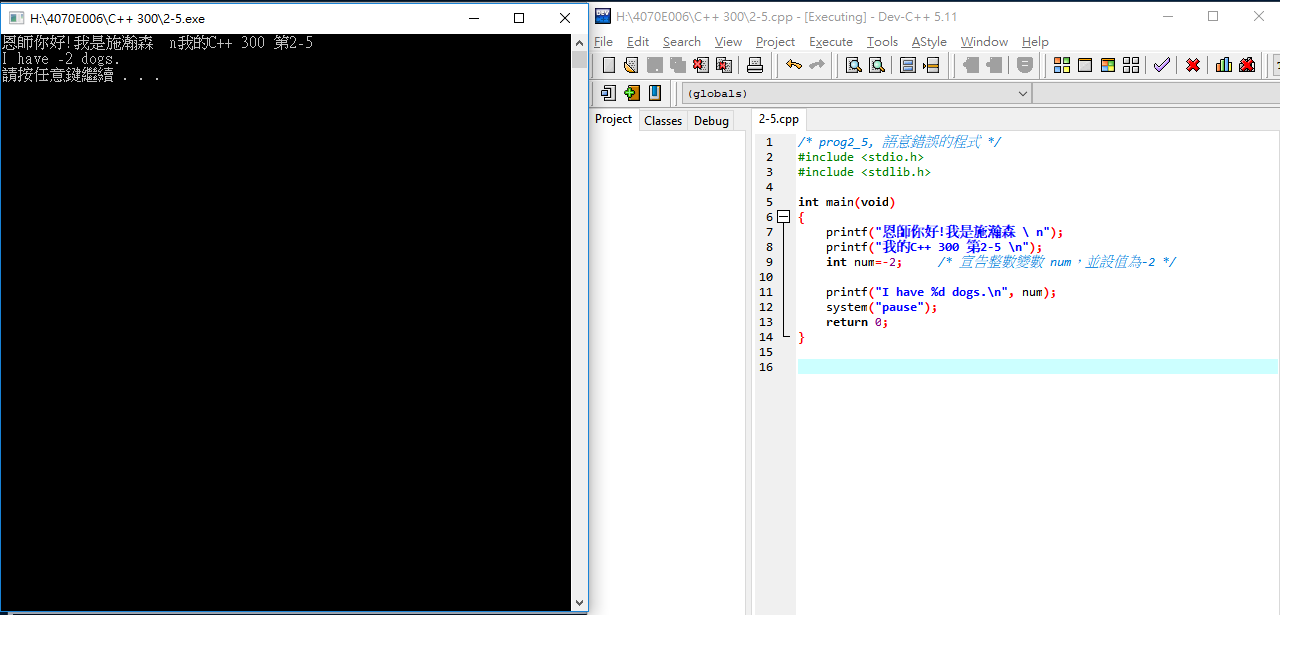 H:\4070E006\C++ 300\2-5.exe
恩師你好!我是施瀚森  n我的C++ 300 第2-5
I have -2 dogs.
請按任意鍵繼續 . . .
H:\4070E006\C++ 300\2-5.cpp - [Executing] - Dev-C++ 5.11
File Edit Search View Project Execute Tools AStyle Window Help
(globals)
Project Classes Debug
2-5.cpp
1 /* prog2_5, 語意錯誤的程式 */
2 #include <stdio.h>
3 #include <stdlib.h>
4
5 int main(void)
6 {
7     printf("恩師你好!我是施瀚森 \ n");
8     printf("我的C++ 300 第2-5 \n");
9     int num=-2;     /* 宣告整數變數 num，並設值為-2 */
10
11     printf("I have %d dogs.\n", num);
12     system("pause");
13     return 0;
14 }
15
16